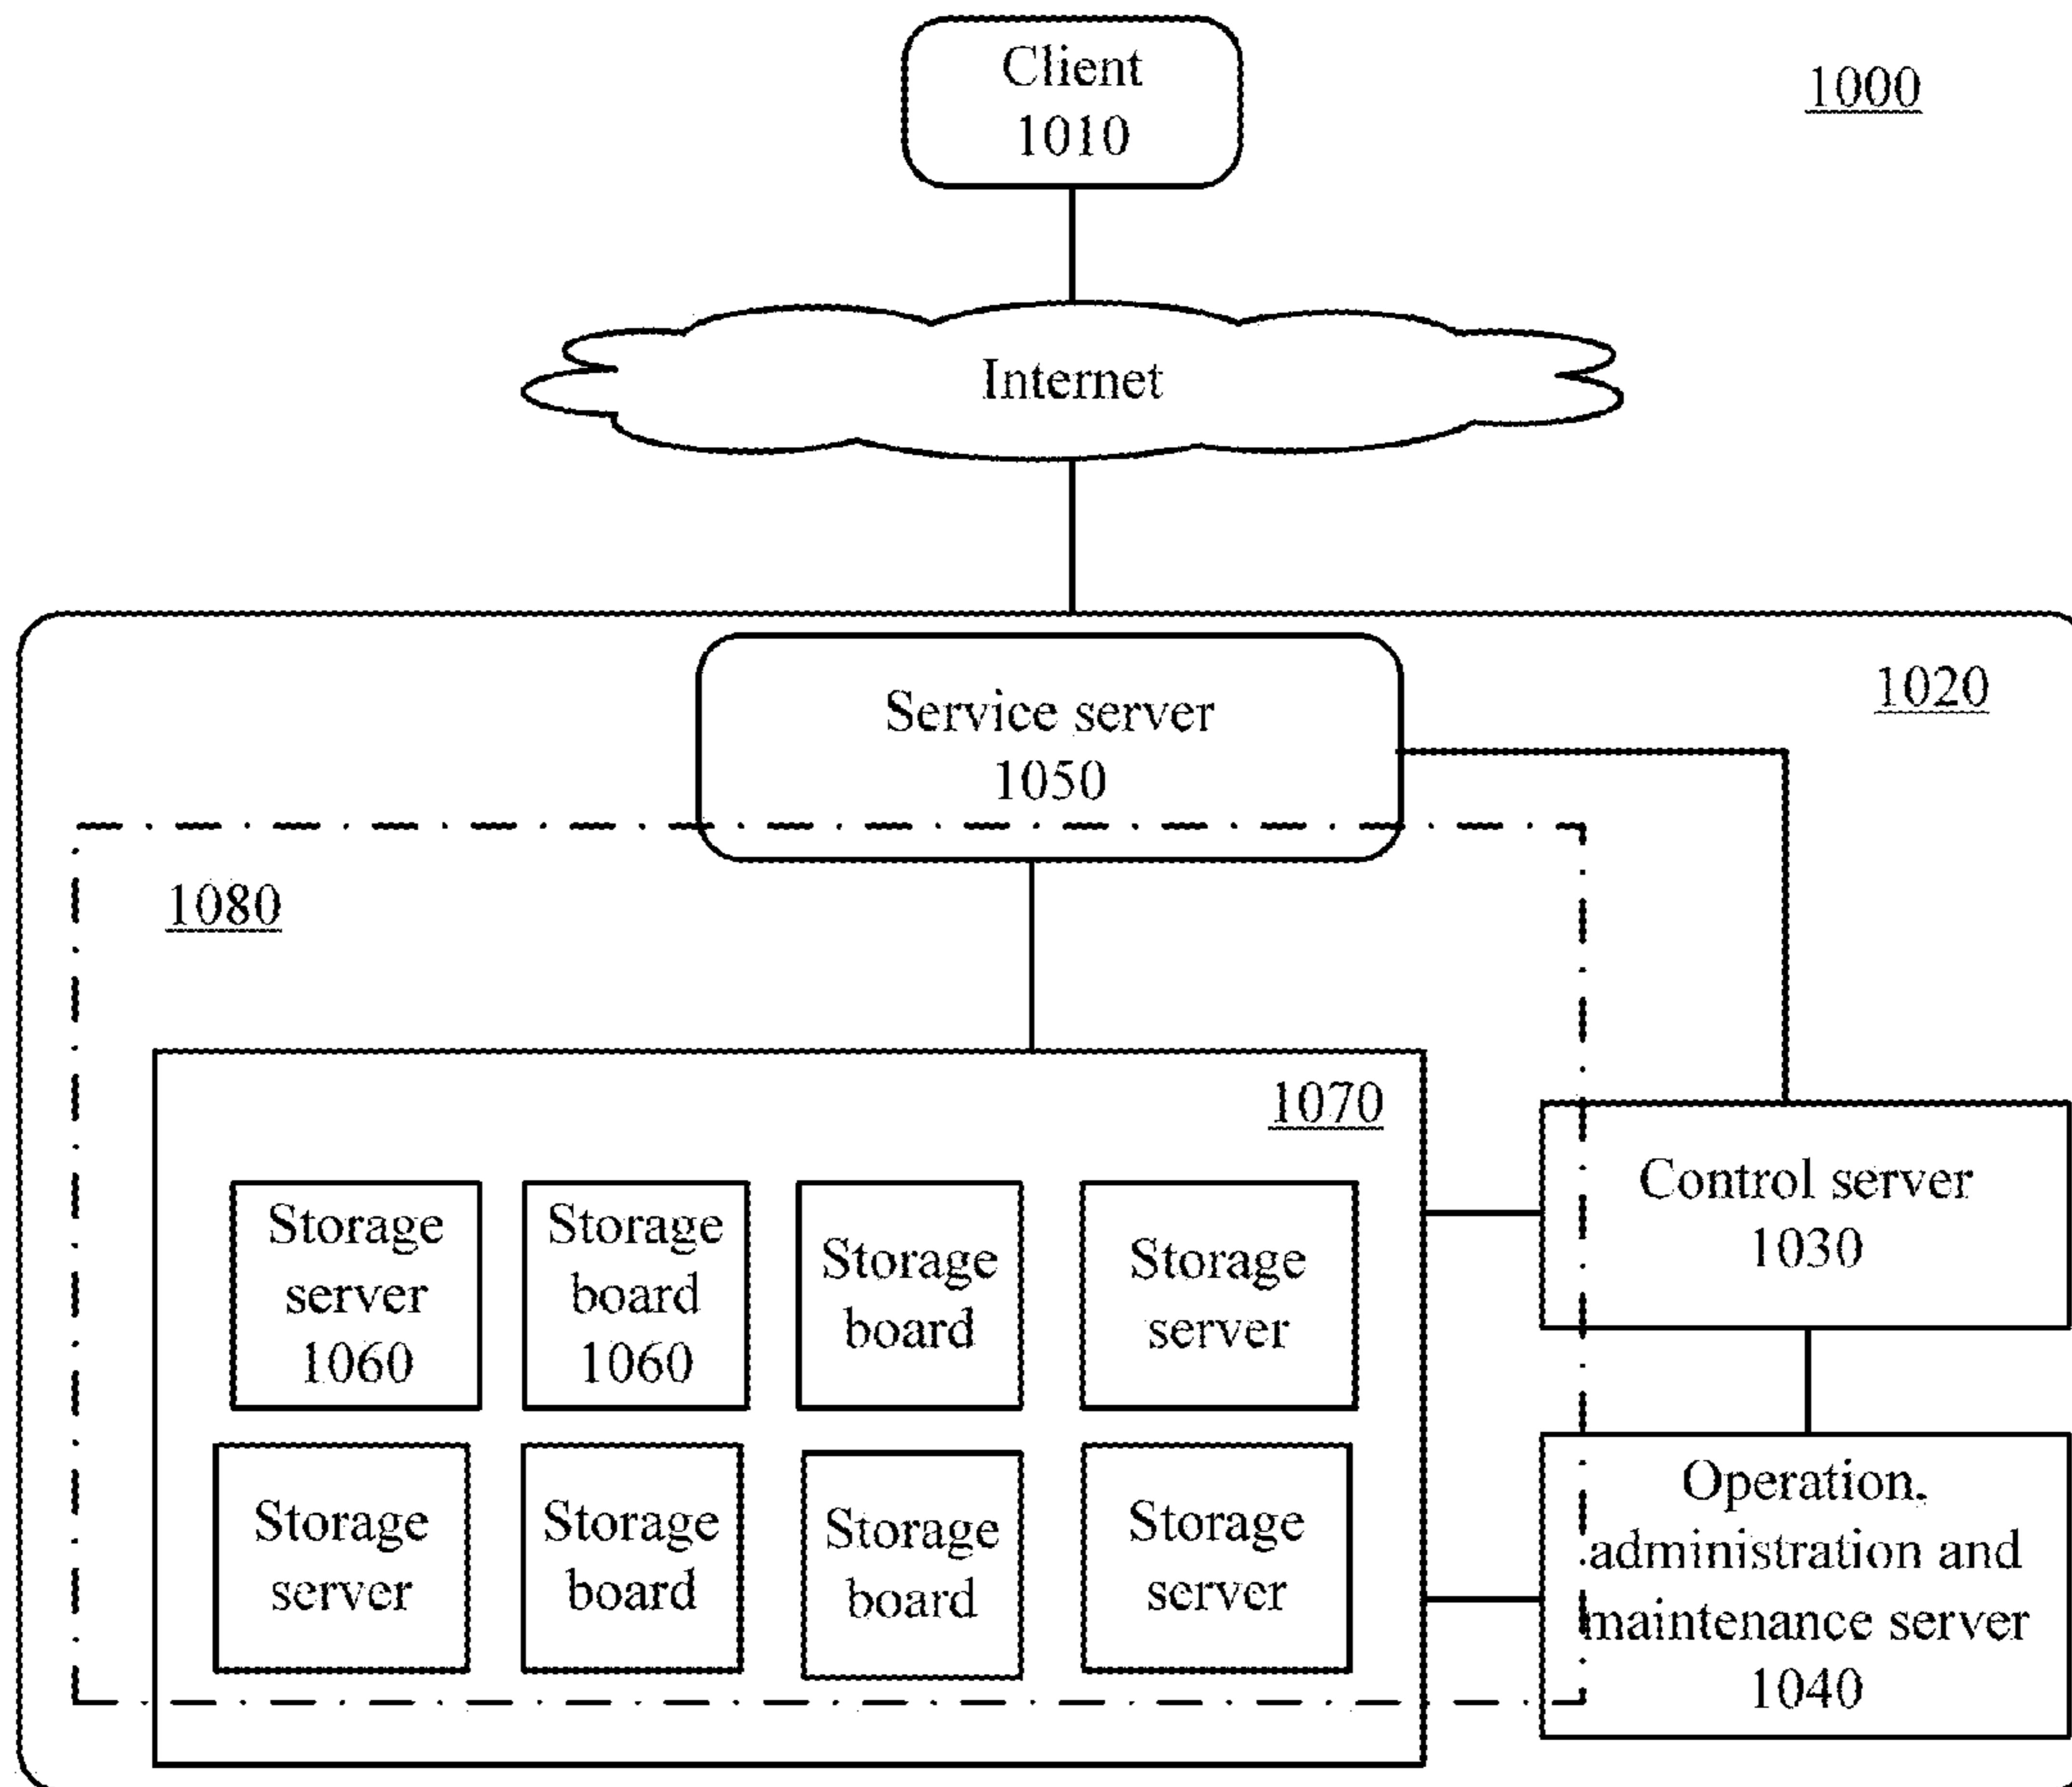 Client
1010
1000
Internet
1020
Service server
1050
1080
1070
Storage
server
1060
Storage
board
1060
Storage
board
Storage
server
Control server
1030
Storage
server
Storage
board
Storage
board
Storage
server
Operation,
administration and
maintenance server
1040